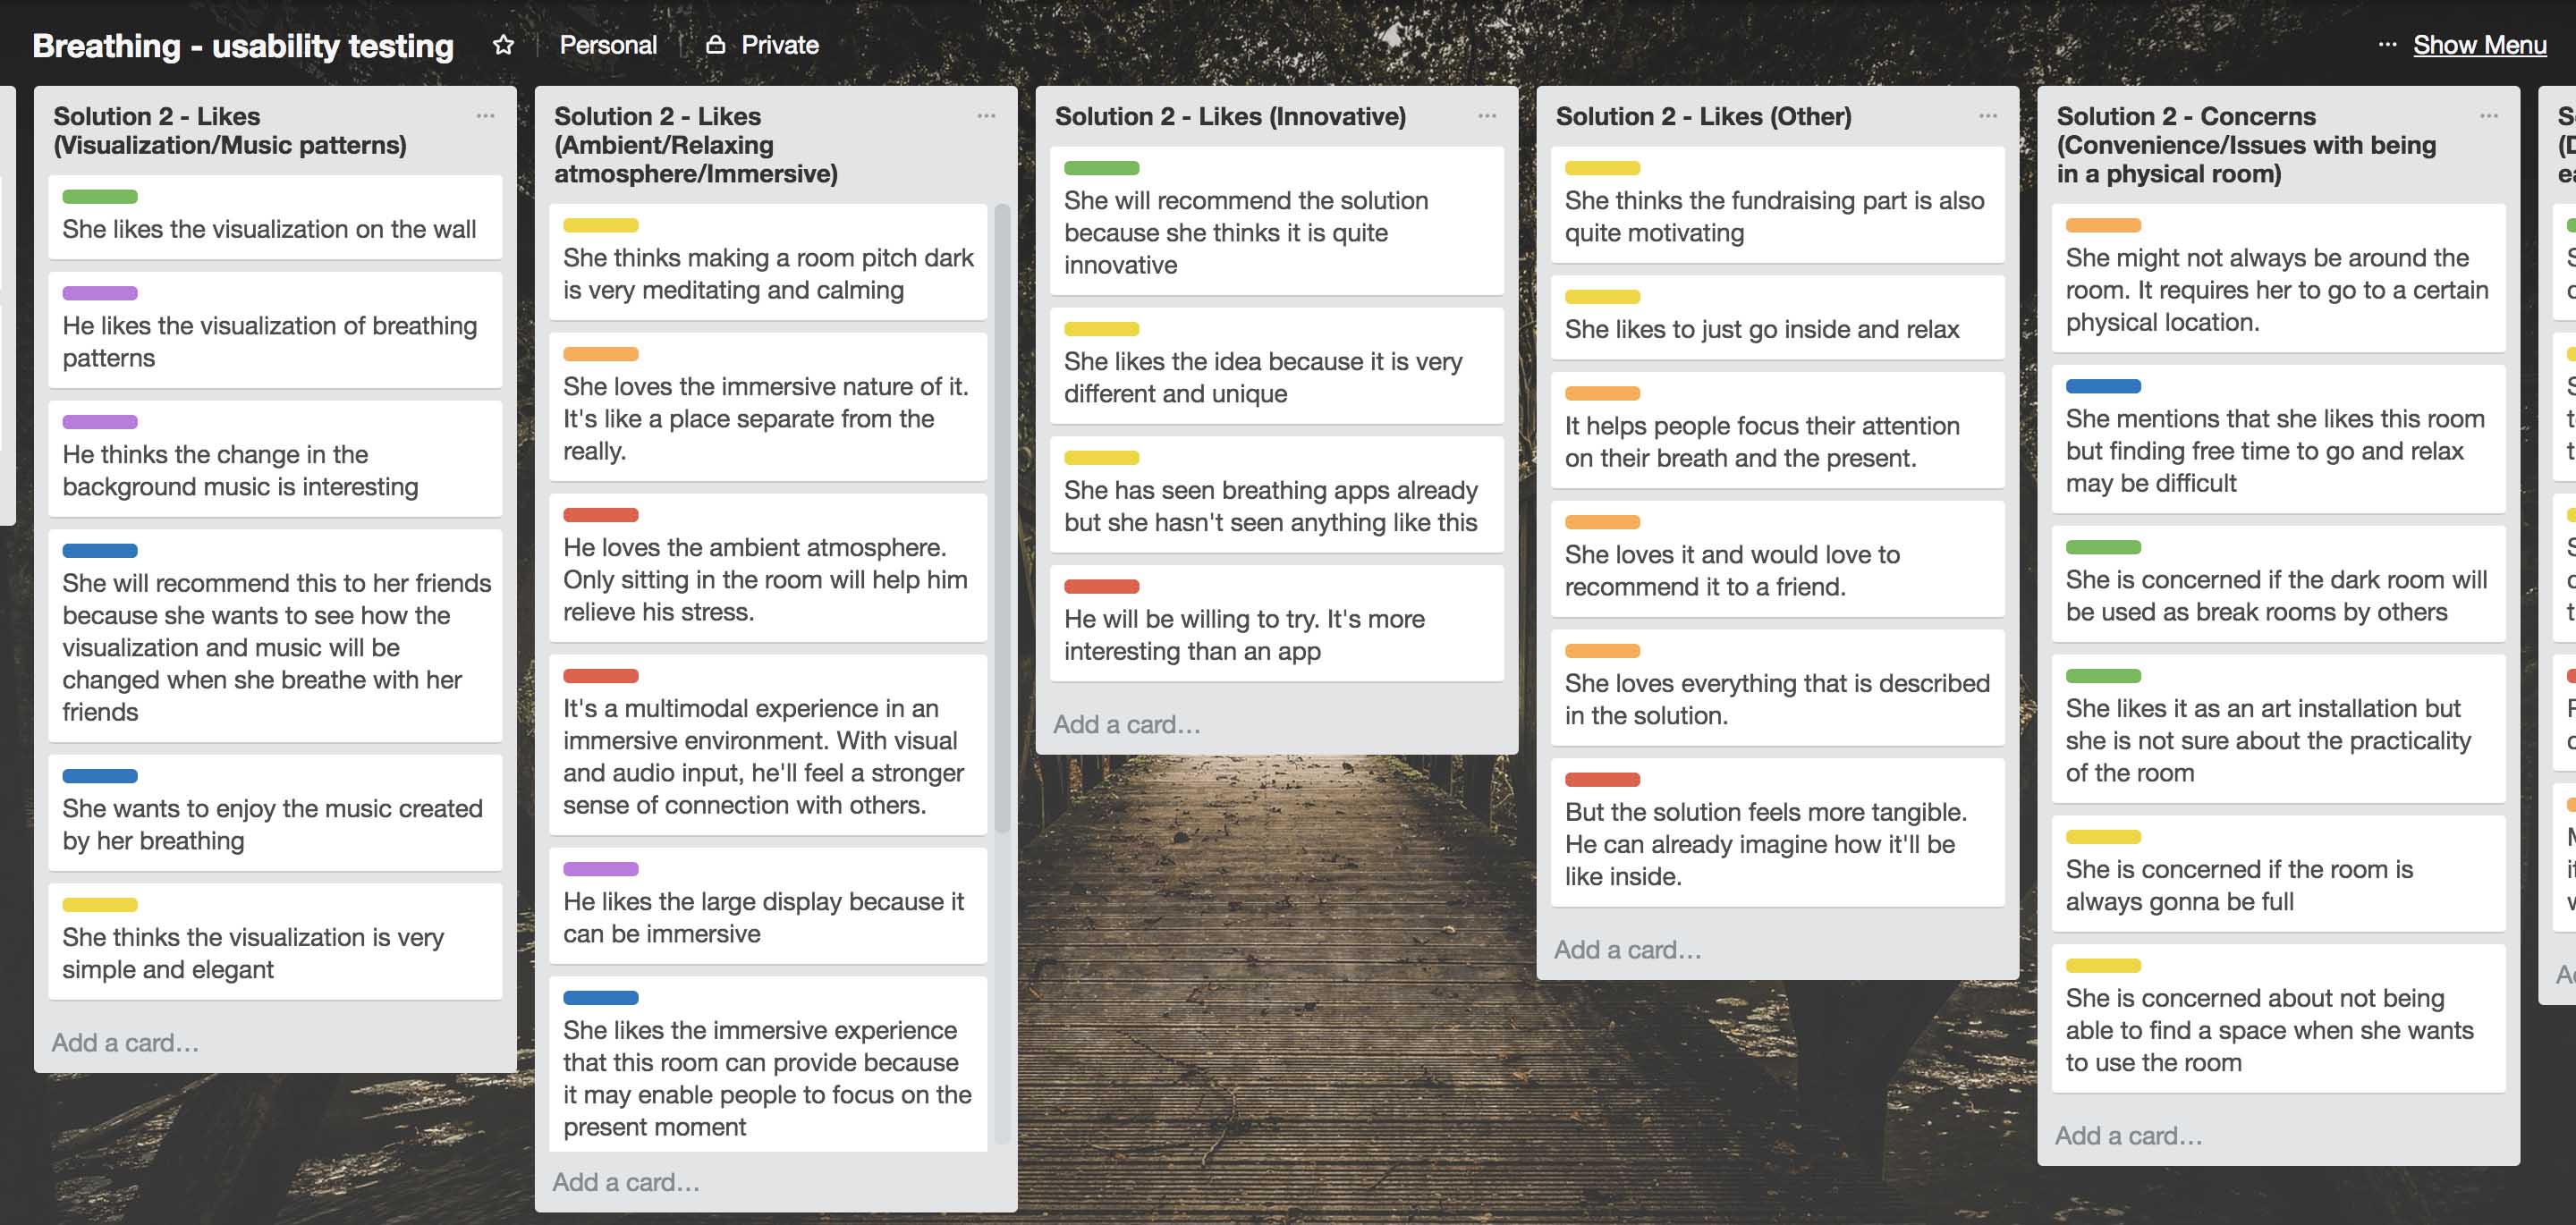 Breathing - usability testing
Personal
Private
Show Menu
Solution 2 - Likes
(Visualization/Music patterns)
She likes the visualization on the wall
He likes the visualization of breathing
patterns
He thinks the change in the
background music is interesting
She will recommend this to her friends
because she wants to see how the
visualization and music will be
changed when she breathe with her
friends
She wants to enjoy the music created
by her breathing
She thinks the visualization is very
simple and elegant
Add a card...
Solution 2 - Likes
(Ambient/Relaxing
atmosphere/Immersive)
She thinks making a room pitch dark
is very meditating and calming
She loves the immersive nature of it.
It's like a place separate from the
really.
He loves the ambient atmosphere.
Only sitting in the room will help him
relieve his stress.
It's a multimodal experience in an
immersive environment. With visual
and audio input, he'll feel a stronger
sense of connection with others.
He likes the large display because it
can be immersive
She likes the immersive experience
that this room can provide because
it may enable people to focus on the
present moment
Add a card...
Solution 2 - Likes (Innovative)
She will recommend the solution
because she thinks it is quite
innovative
She likes the idea because it is very
different and unique
She has seen breathing apps already
but she hasn't seen anything like this
He will be willing to try. It's more
interesting than an app
Add a card...
Solution 2 - Likes (Other)
She thinks the fundraising part is also
quite motivating
She likes to just go inside and relax
It helps people focus their attention
on their breath and the present.
She loves it and would love to
recommend it to a friend.
She loves everything that is described
in the solution.
But the solution feels more tangible.
He can already imagine how it'll be
like inside.
Add a card...
Solution 2 - Concerns
(Convenience/Issues with being
in a physical room)
She might not always be around the
room. It requires her to go to a certain
physical location.
She mentions that she likes this room
but finding free time to go and relax
may be difficult
She is concerned if the dark room will
be used as break rooms by others
She likes it as an art installation but
she is not sure about the practicality
of the room
She is concerned if the room is
always gonna be full
She is concerned about not being
able to find a space when she wants
to use the room
Add a card...